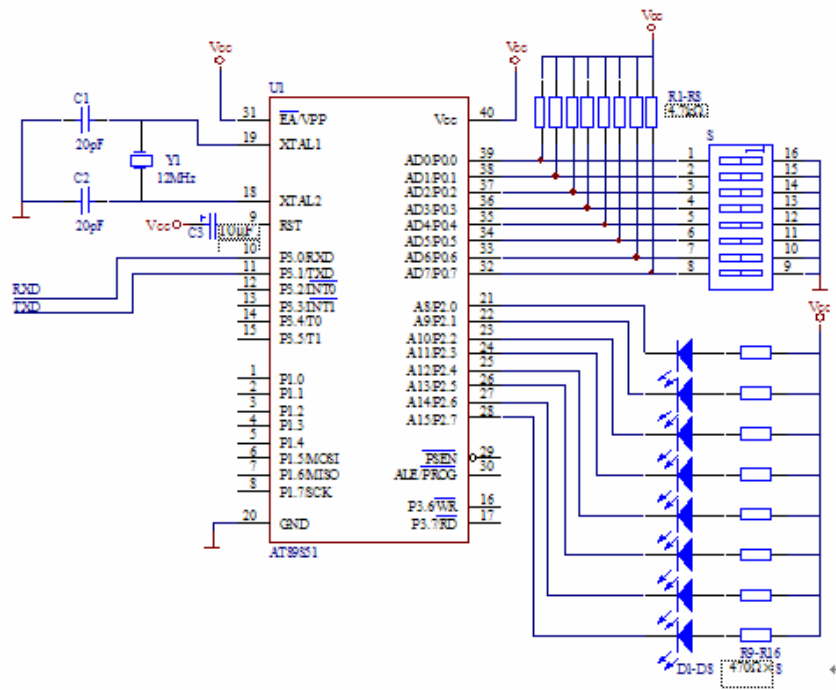 Vcc
Vcc
Vcc
U1
C1
20pF
Y1
12MHz
C2
20pF
Vcc
C3
10µF
RXD
TXD
31 EA/VPP
19 XTAL1
18 XTAL2
9 RST
10 P3.0/RXD
11 P3.1/TXD
12 P3.2/INT0
13 P3.3/INT1
14 P3.4/T0
15 P3.5/T1
1 P1.0
2 P1.1
3 P1.2
4 P1.3
5 P1.4
6 P1.5/MOSI
7 P1.6/MISO
8 P1.7/SCK
20 GND
AT89S51
Vcc 40
AD0/P0.0 39
AD1/P0.1 38
AD2/P0.2 37
AD3/P0.3 36
AD4/P0.4 35
AD5/P0.5 34
AD6/P0.6 33
AD7/P0.7 32
A8/P2.0 21
A9/P2.1 22
A10/P2.2 23
A11/P2.3 24
A12/P2.4 25
A13/P2.5 26
A14/P2.6 27
A15/P2.7 28
PSEN 29
ALE/PROG 30
P3.6/WR 16
P3.7/RD 17
R1-R8
4.7kΩ
S
1 16
2 15
3 14
4 13
5 12
6 11
7 10
8 9
Vcc
R9-R16
D1-D8
470Ω×8